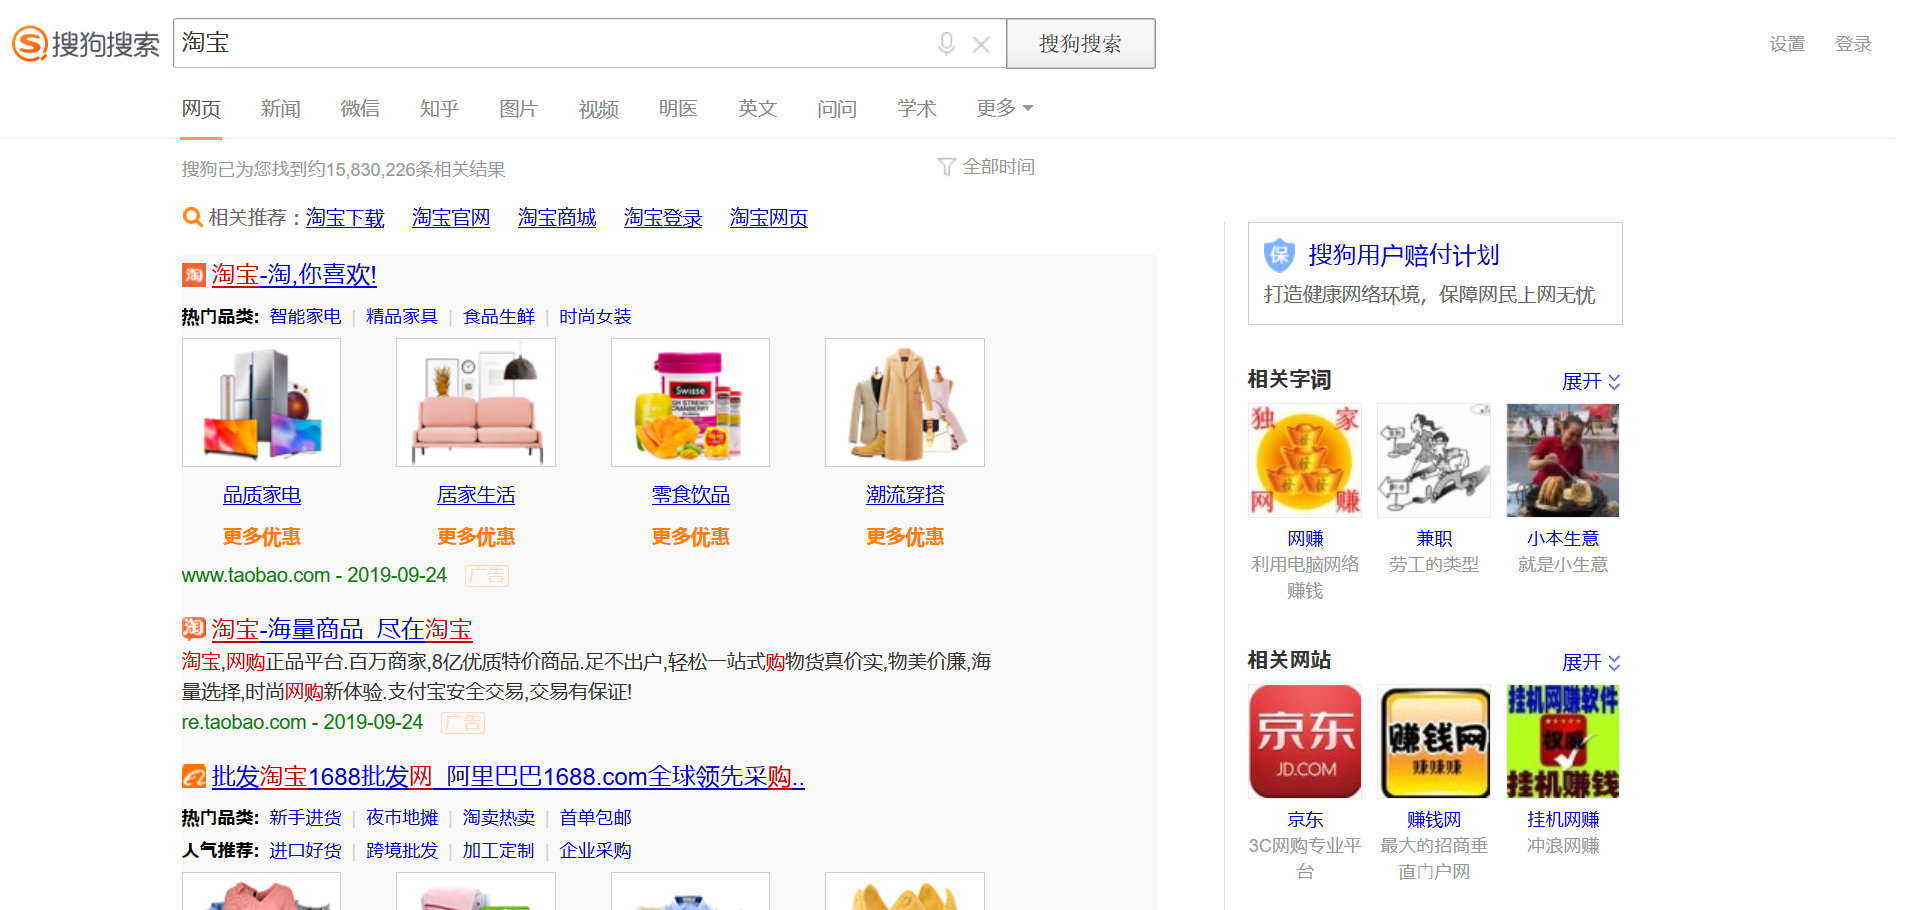 搜狗搜索
淘宝
搜狗搜索
设置 登录
网页 新闻 微信 知乎 图片 视频 明医 英文 问问 学术 更多
搜狗已为您找到约15,830,226条相关结果
全部时间
相关推荐：淘宝下载 淘宝官网 淘宝商城 淘宝登录 淘宝网页
淘宝-淘,你喜欢!
热门品类: 智能家电 | 精品家具 | 食品生鲜 | 时尚女装
Swisse
HIGH STRENGTH
CRANBERRY
品质家电 居家生活 零食饮品 潮流穿搭
更多优惠 更多优惠 更多优惠 更多优惠
www.taobao.com - 2019-09-24 广告
淘宝-海量商品_尽在淘宝
淘宝,网购正品平台.百万商家,8亿优质特价商品.足不出户,轻松一站式购物货真价实,物美价廉,海
量选择,时尚网购新体验.支付宝安全交易,交易有保证!
re.taobao.com - 2019-09-24 广告
批发淘宝1688批发网_阿里巴巴1688.com全球领先采购..
热门品类: 新手进货 | 夜市地摊 | 淘卖热卖 | 首单包邮
人气推荐: 进口好货 | 跨境批发 | 加工定制 | 企业采购
保 搜狗用户赔付计划
打造健康网络环境，保障网民上网无忧
相关字词 展开
独家
网赚
网赚 兼职 小本生意
利用电脑网络 劳工的类型 就是小生意
赚钱
相关网站 展开
京东
JD.COM
赚钱网
赚赚赚
挂机网赚软件
权威
挂机赚钱
京东 赚钱网 挂机网赚
3C网购专业平 最大的招商垂 冲浪网赚
台 直门户网